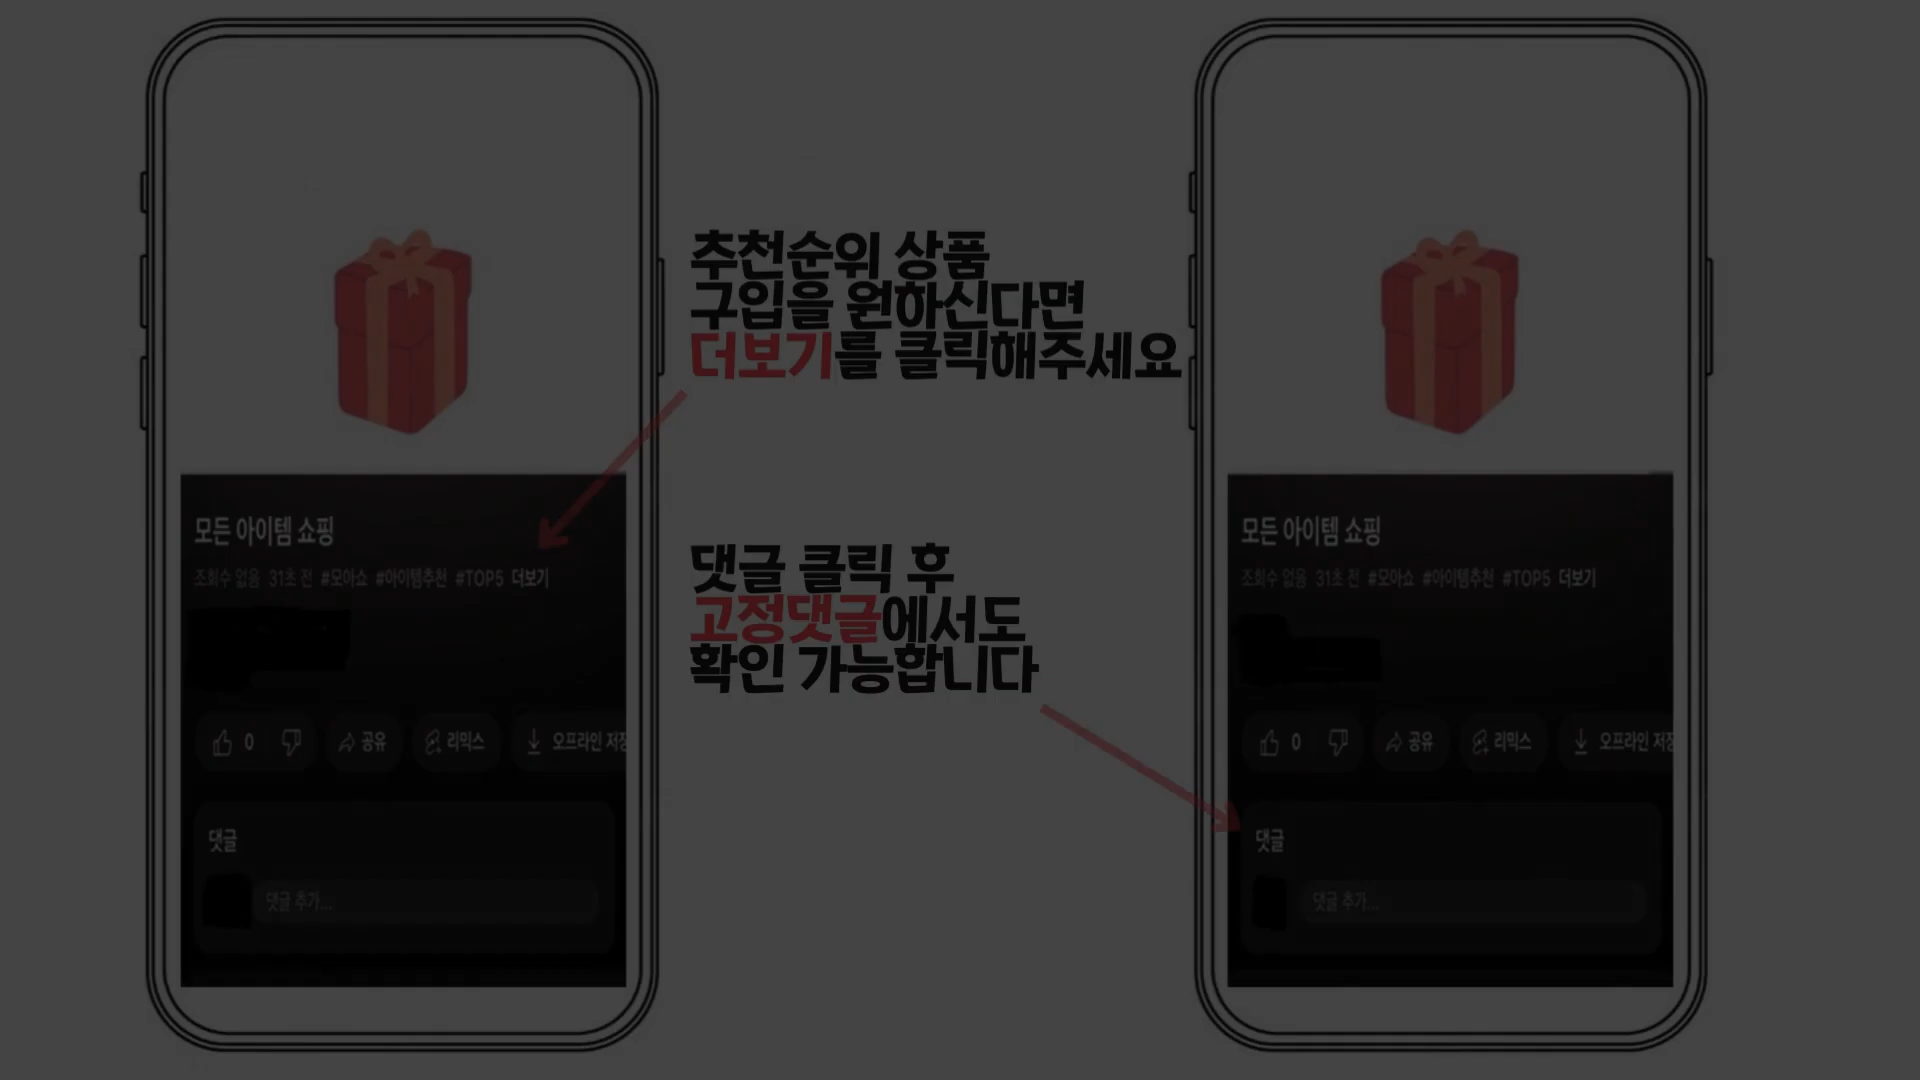 추천순위 상품
구입을 원하신다면
더보기를 클릭해주세요
댓글 클릭 후
고정댓글에서도
확인 가능합니다
모든 아이템 쇼핑
조회수 없음 31초 전 #모아쇼 #아이템추천 #TOP5 더보기
0 공유 리믹스 오프라인 저장
댓글
댓글 추가...
모든 아이템 쇼핑
조회수 없음 31초 전 #모아쇼 #아이템추천 #TOP5 더보기
0 공유 리믹스 오프라인 저장
댓글
댓글 추가...